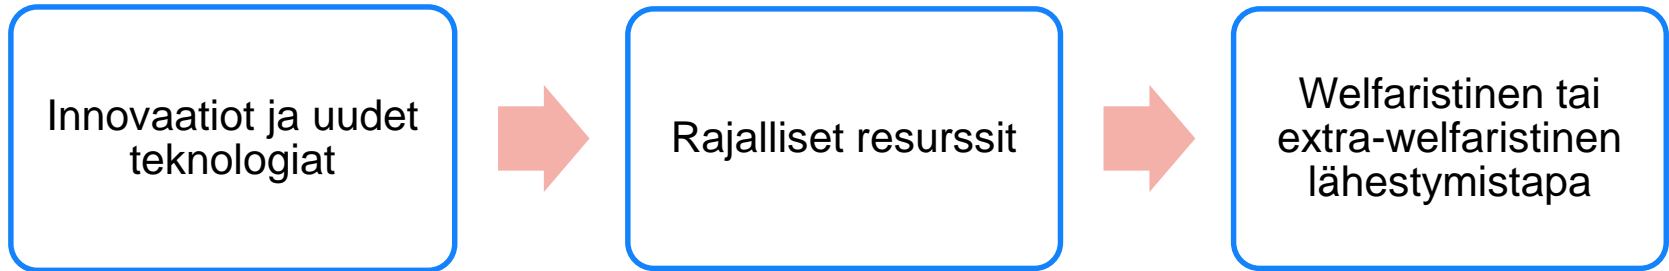 Innovaatiot ja uudet
teknologiat
Rajalliset resurssit
Welfaristinen tai
extra-welfaristinen
lähestymistapa